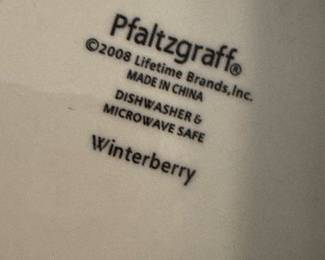 Pfaltzgraff®
©2008 Lifetime Brands,Inc.
MADE IN CHINA
DISHWASHER &
MICROWAVE SAFE
Winterberry